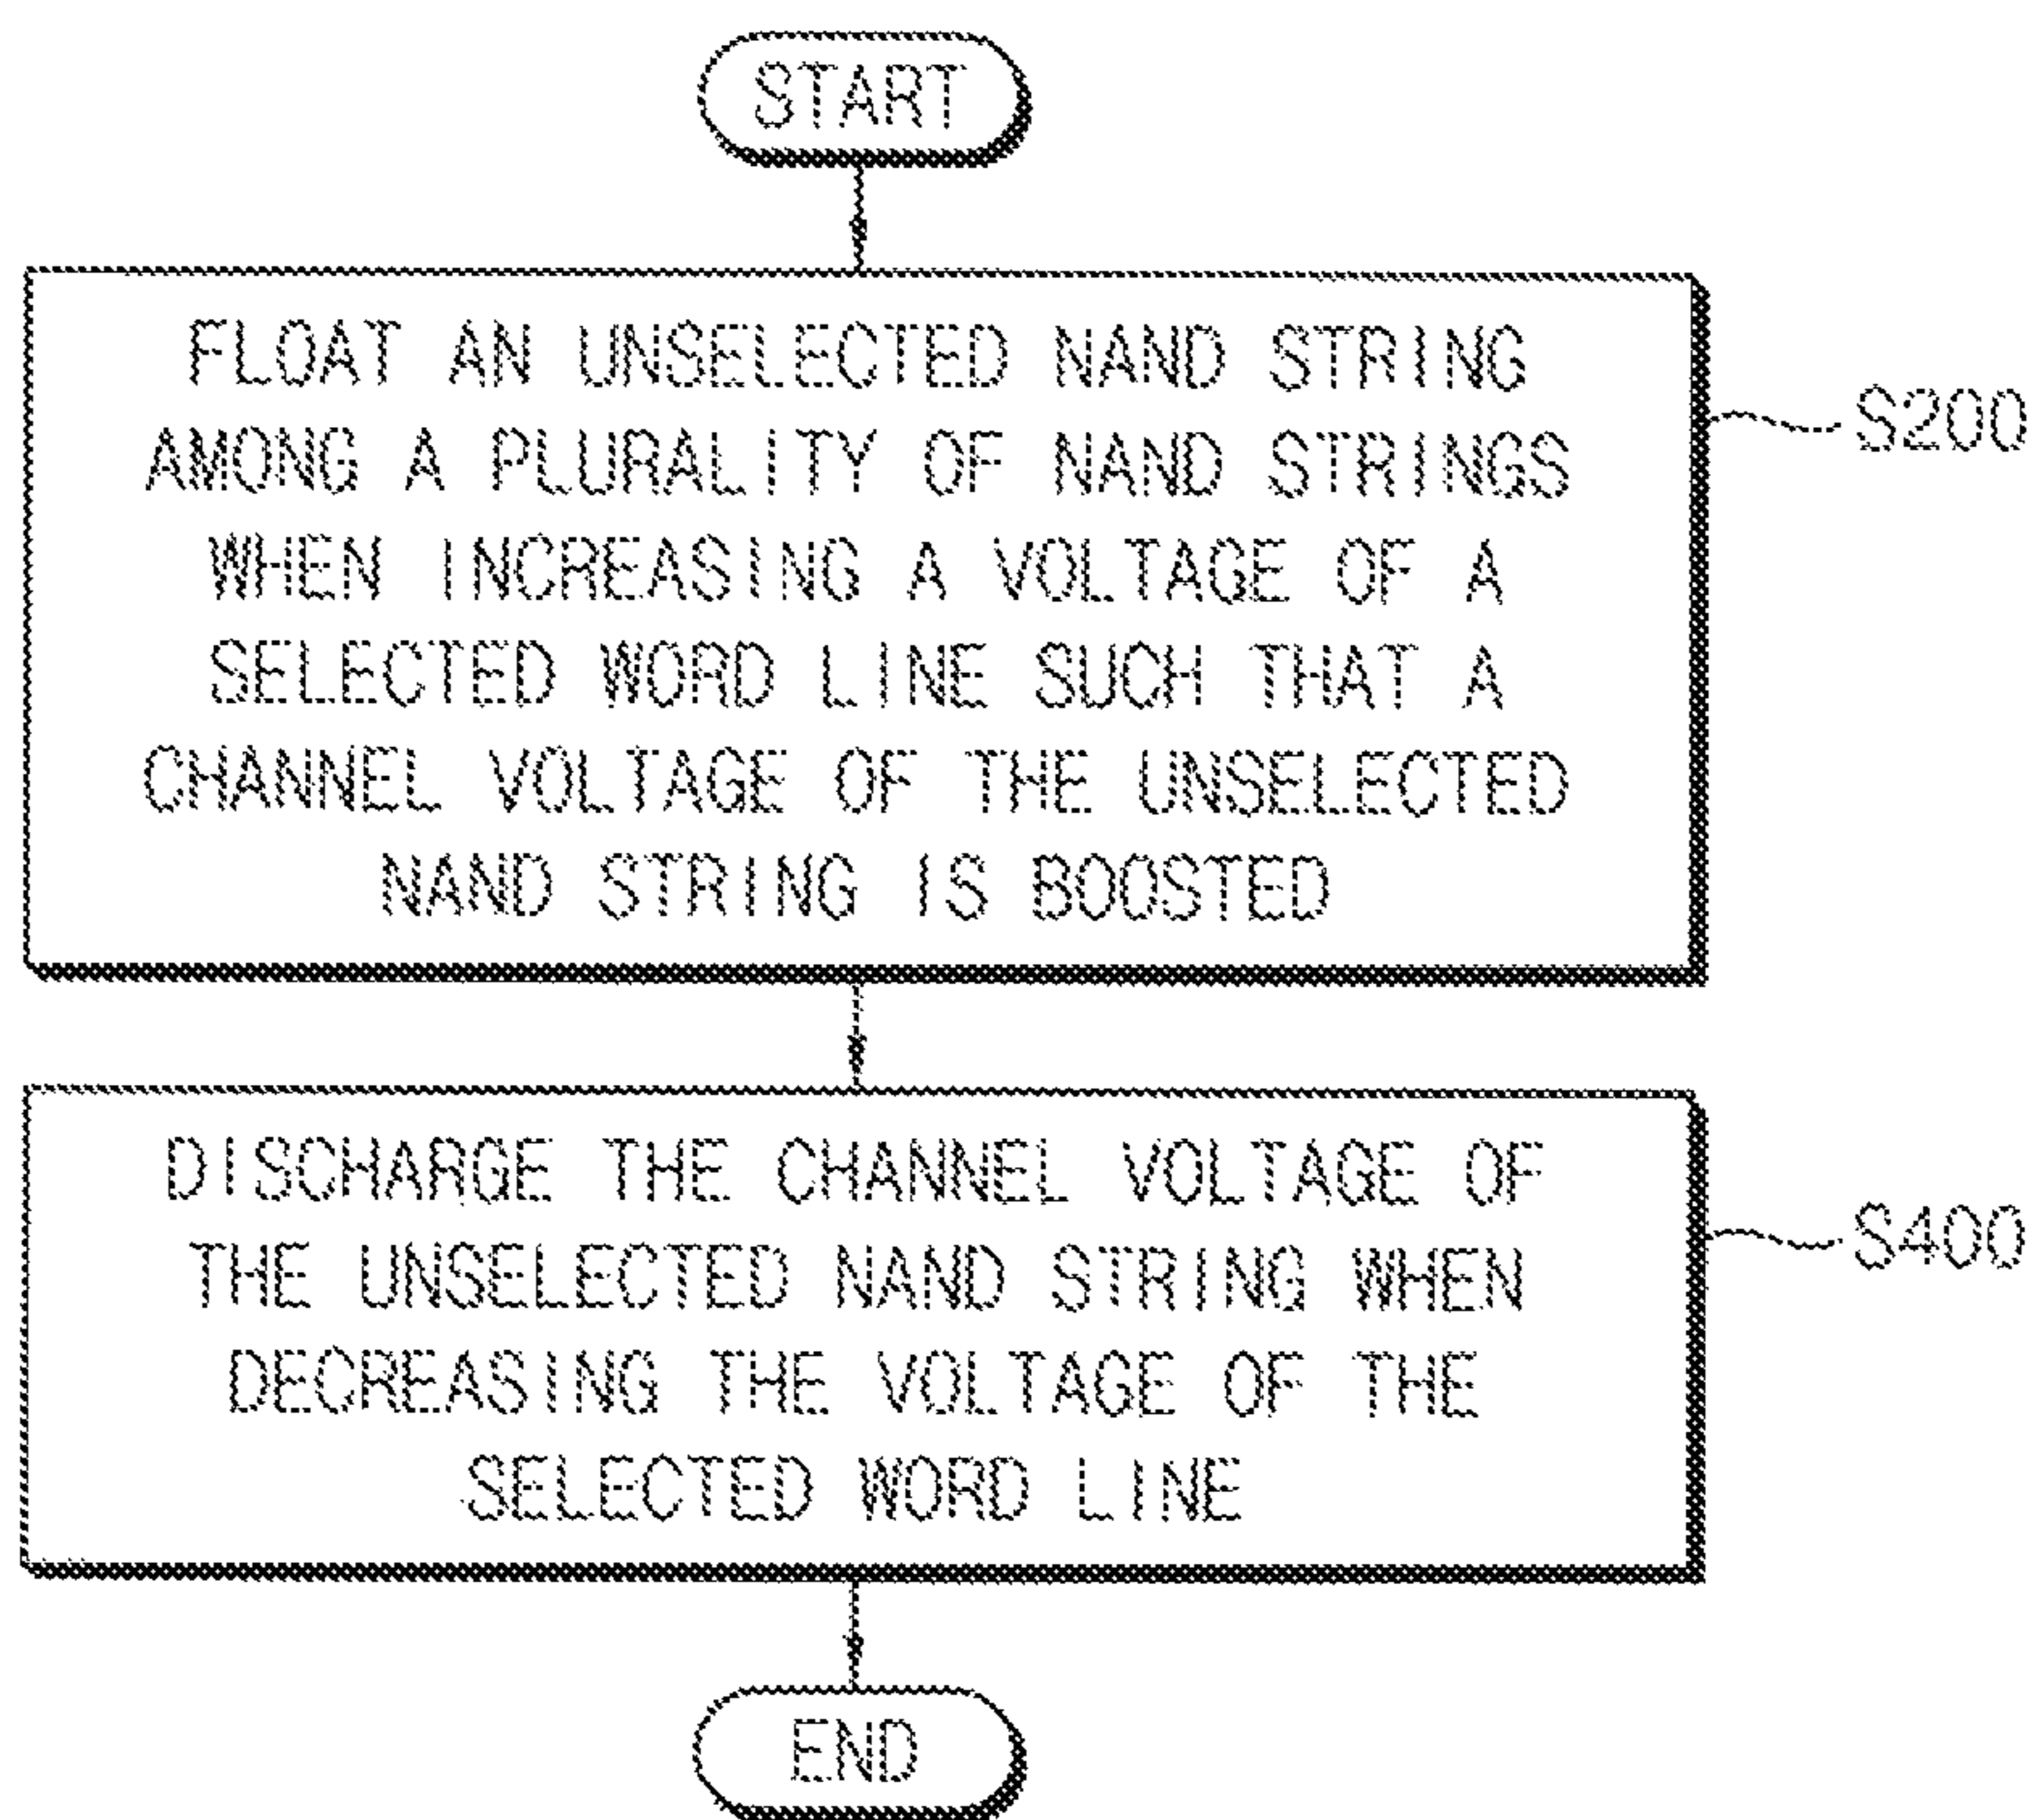 START
FLOAT AN UNSELECTED NAND STRING
AMONG A PLURALITY OF NAND STRINGS
WHEN INCREASING A VOLTAGE OF A
SELECTED WORD LINE SUCH THAT A
CHANNEL VOLTAGE OF THE UNSELECTED
NAND STRING IS BOOSTED
S200
DISCHARGE THE CHANNEL VOLTAGE OF
THE UNSELECTED NAND STRING WHEN
DECREASING THE VOLTAGE OF THE
SELECTED WORD LINE
S400
END